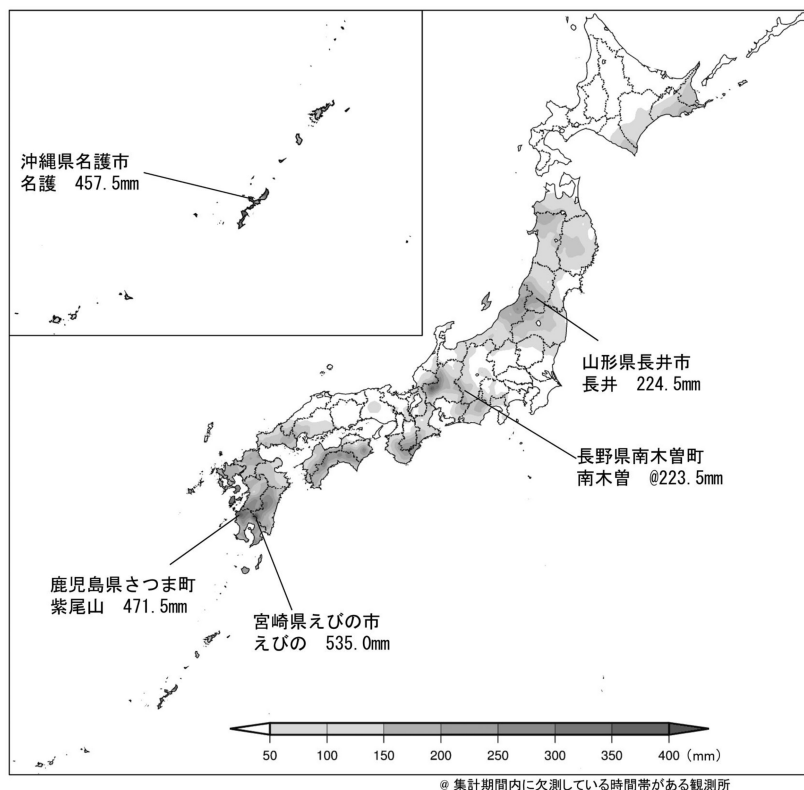 沖縄県名護市
名護 457.5mm
山形県長井市
長井 224.5mm
長野県南木曽町
南木曽 @223.5mm
鹿児島県さつま町
紫尾山 471.5mm
宮崎県えびの市
えびの 535.0mm
50 100 150 200 250 300 350 400 (mm)
@ 集計期間内に欠測している時間帯がある観測所